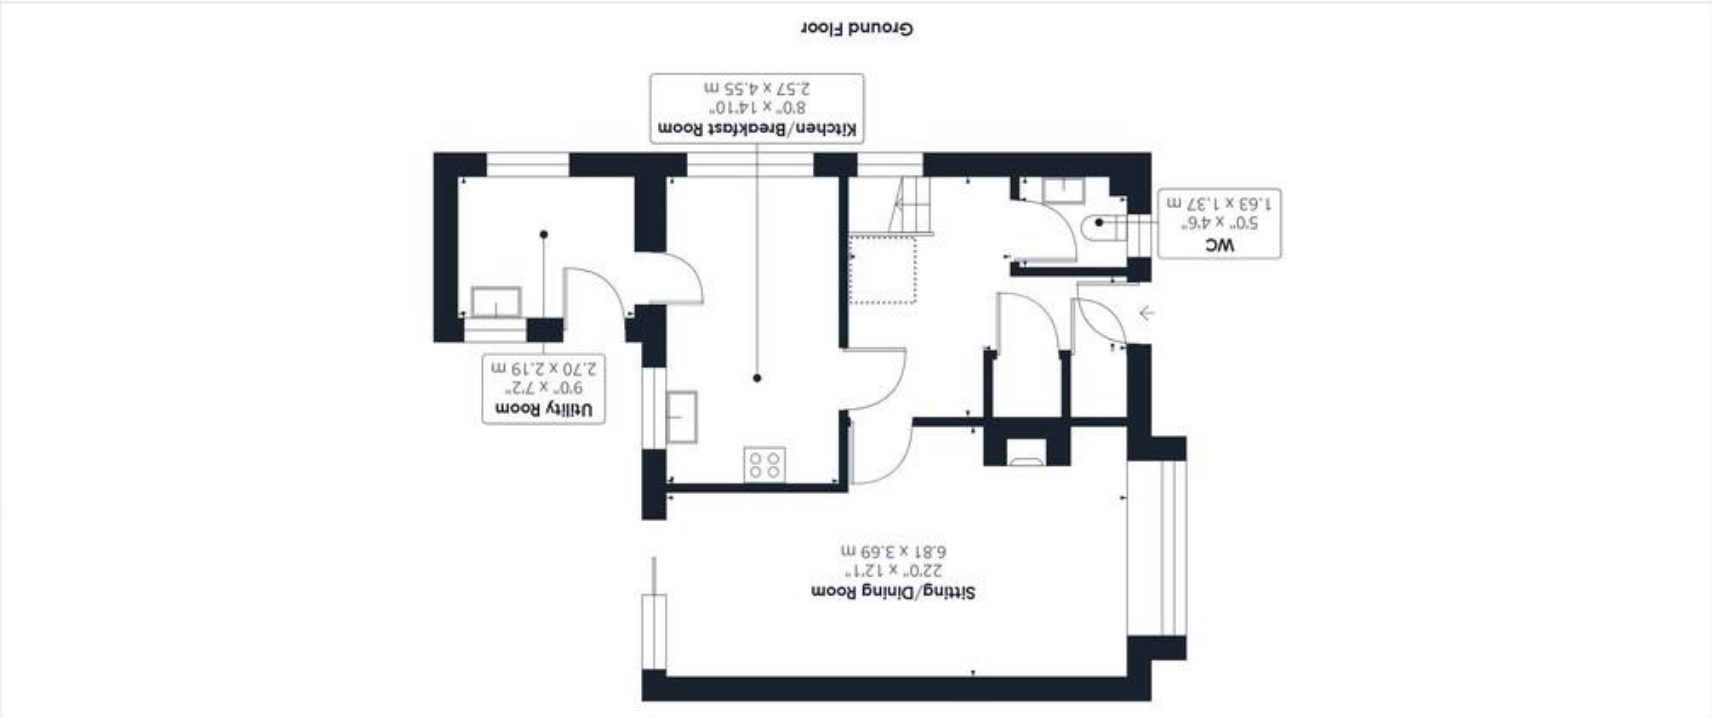 Sitting/Dining Room
22'0" x 12'1"
6.81 x 3.69 m
Utility Room
9'0" x 7'2"
2.70 x 2.19 m
WC
5'0" x 4'6"
1.63 x 1.37 m
Kitchen/Breakfast Room
8'0" x 14'10"
2.57 x 4.55 m
Ground Floor